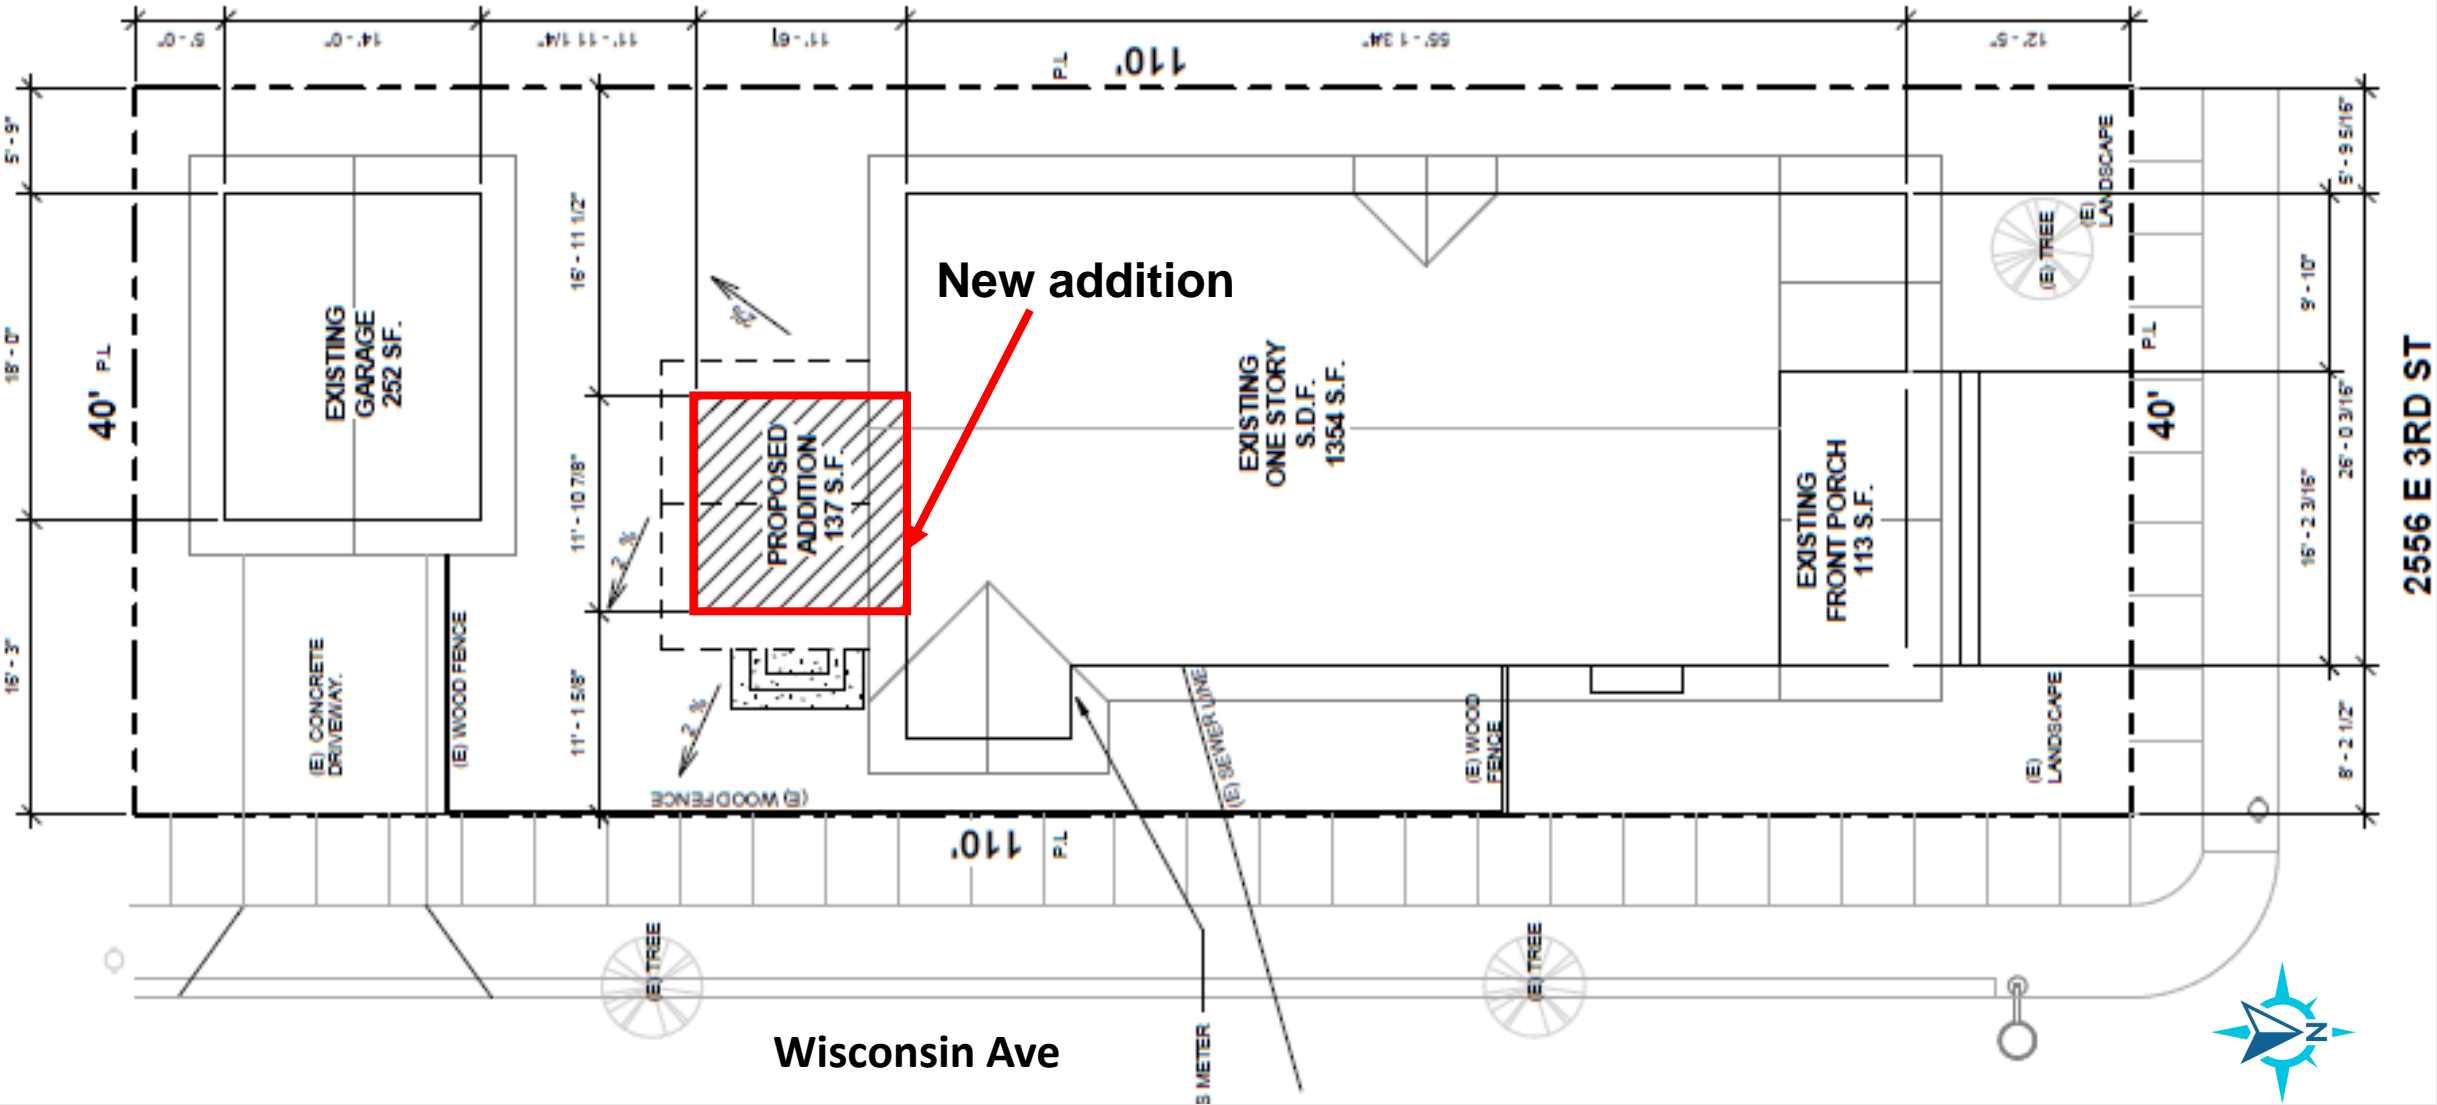 5' - 0"
14' - 0"
11' - 11 1/4"
11' - 6"
55' - 1 3/4"
12' - 5"
110'
P.L
5' - 9"
18' - 0"
16' - 3"
40'
P.L
EXISTING
GARAGE
252 SF.
(E) CONCRETE
DRIVEWAY.
(E) WOOD FENCE
16' - 11 1/2"
11' - 10 7/8"
11' - 1 5/8"
2%
2 %
2 %
PROPOSED
ADDITION
137 S.F.
New addition
EXISTING
ONE STORY
S.D.F.
1354 S.F.
EXISTING
FRONT PORCH
113 S.F.
(E) TREE
(E)
LANDSCAPE
P.L
40'
5' - 9 5/16"
9' - 10"
26' - 0 3/16"
16' - 2 3/16"
8' - 2 1/2"
2556 E 3RD ST
(E) WOOD FENCE
(E) SEWER LINE
(E) WOOD
FENCE
(E)
LANDSCAPE
110'
P.L
(E) TREE
(E) TREE
METER
Wisconsin Ave
N